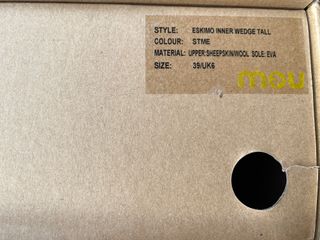 STYLE: ESKIMO INNER WEDGE TALL
COLOUR: STME
MATERIAL: UPPER:SHEEPSKIN/WOOL SOLE: EVA
SIZE: 39/UK6
mou